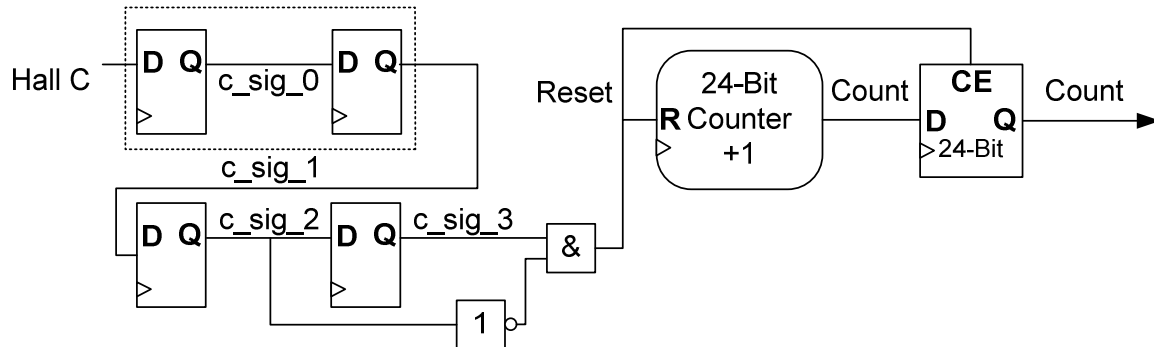 Hall C
D Q
c_sig_0
D Q
c_sig_1
D Q
c_sig_2
D Q
c_sig_3
1
&
Reset
R
24-Bit
Counter
+1
Count
CE
D Q
24-Bit
Count